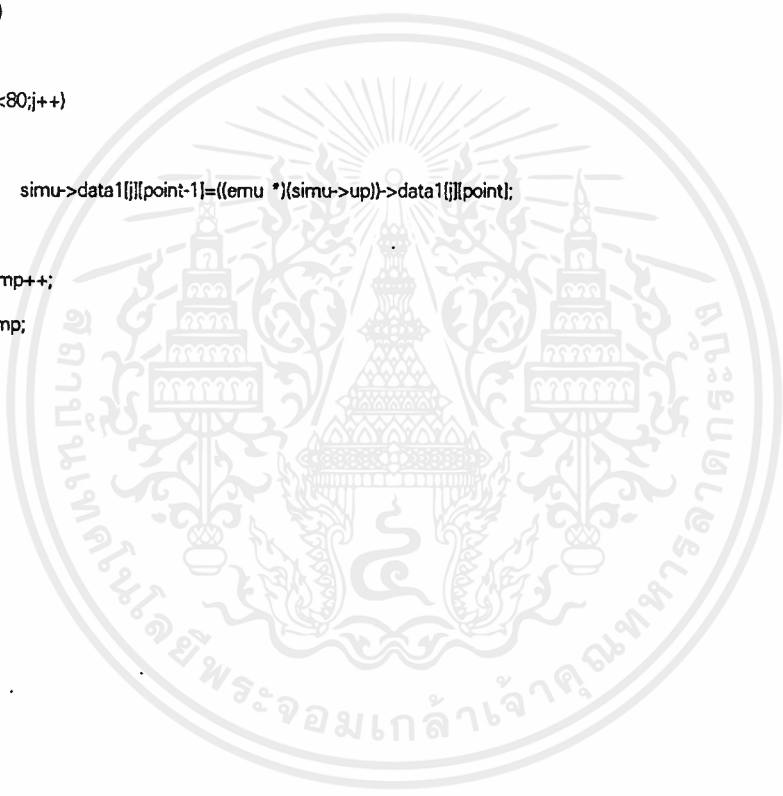 )
<80;j++)
simu->data1[j][point-1]=((emu *)(simu->up))->data1[j][point];
mp++;
mp;
สถาบันเทคโนโลยีพระจอมเกล้าเจ้าคุณทหารลาดกระบัง